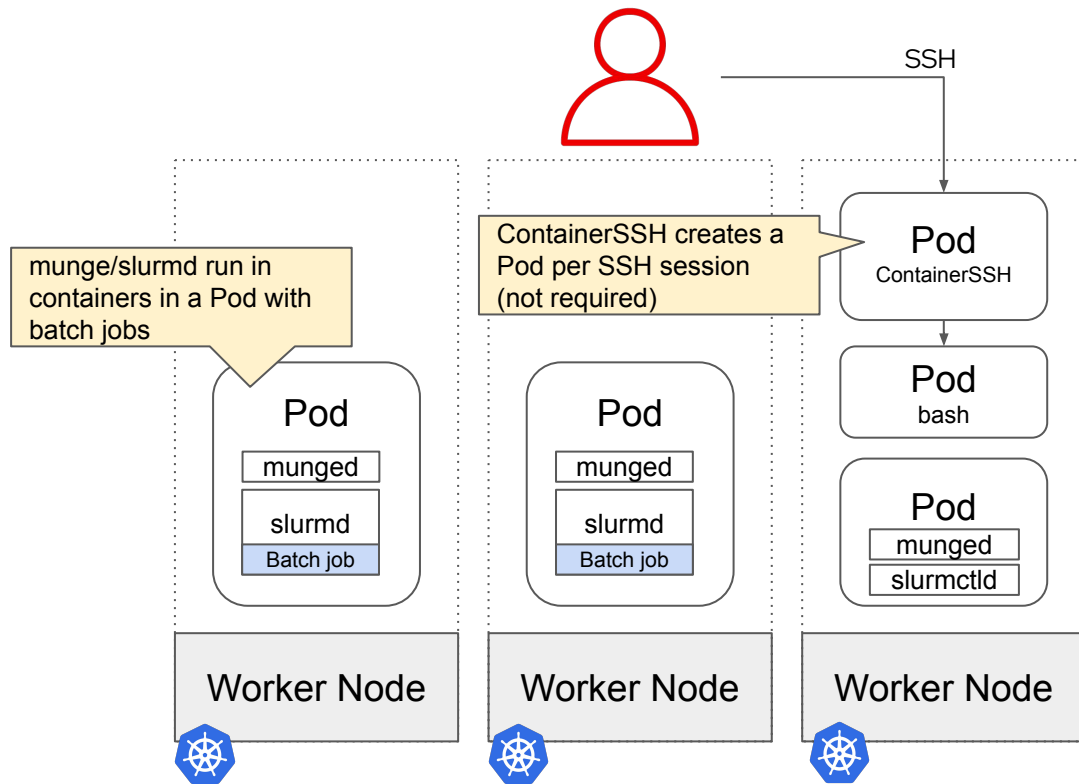 SSH
ContainerSSH creates a
Pod per SSH session
(not required)
Pod
ContainerSSH
munge/slurmd run in
containers in a Pod with
batch jobs
Pod
munged
slurmd
Batch job
Pod
munged
slurmd
Batch job
Pod
bash
Pod
munged
slurmctld
Worker Node
Worker Node
Worker Node